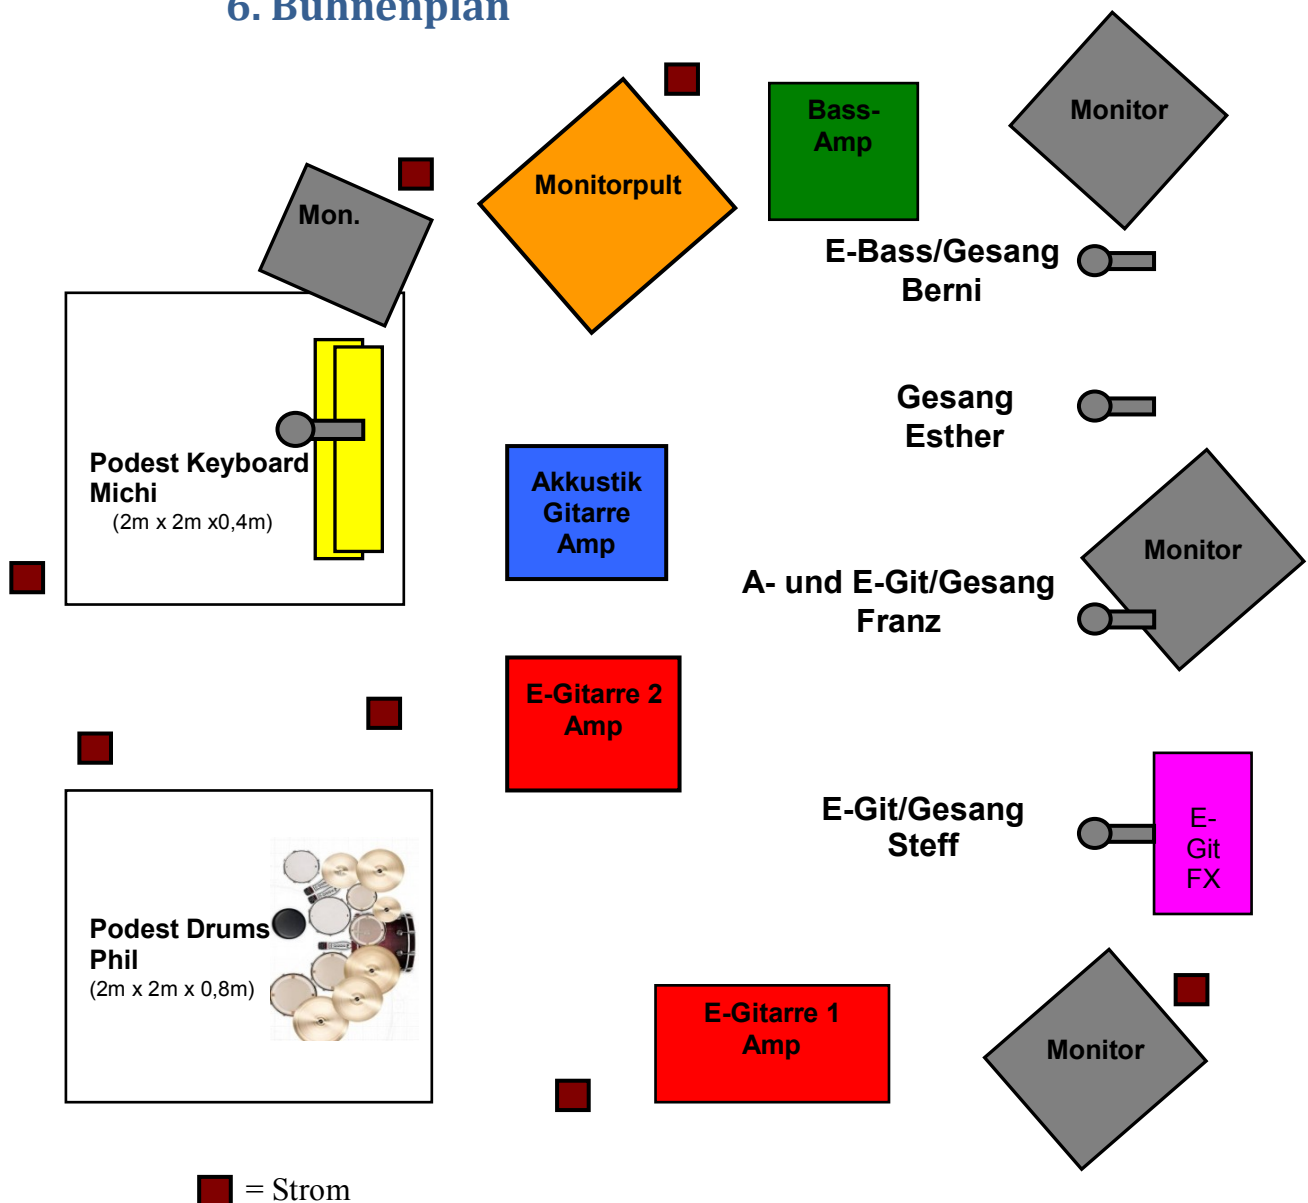 6. Bühnenplan
Monitor
Bass-
Amp
Monitorpult
Mon.
E-Bass/Gesang
Berni
Gesang
Esther
Podest Keyboard
Michi
(2m x 2m x0,4m)
Akkustik
Gitarre
Amp
Monitor
A- und E-Git/Gesang
Franz
E-Gitarre 2
Amp
E-Git/Gesang
Steff
E-
Git
FX
Podest Drums
Phil
(2m x 2m x 0,8m)
E-Gitarre 1
Amp
Monitor
= Strom